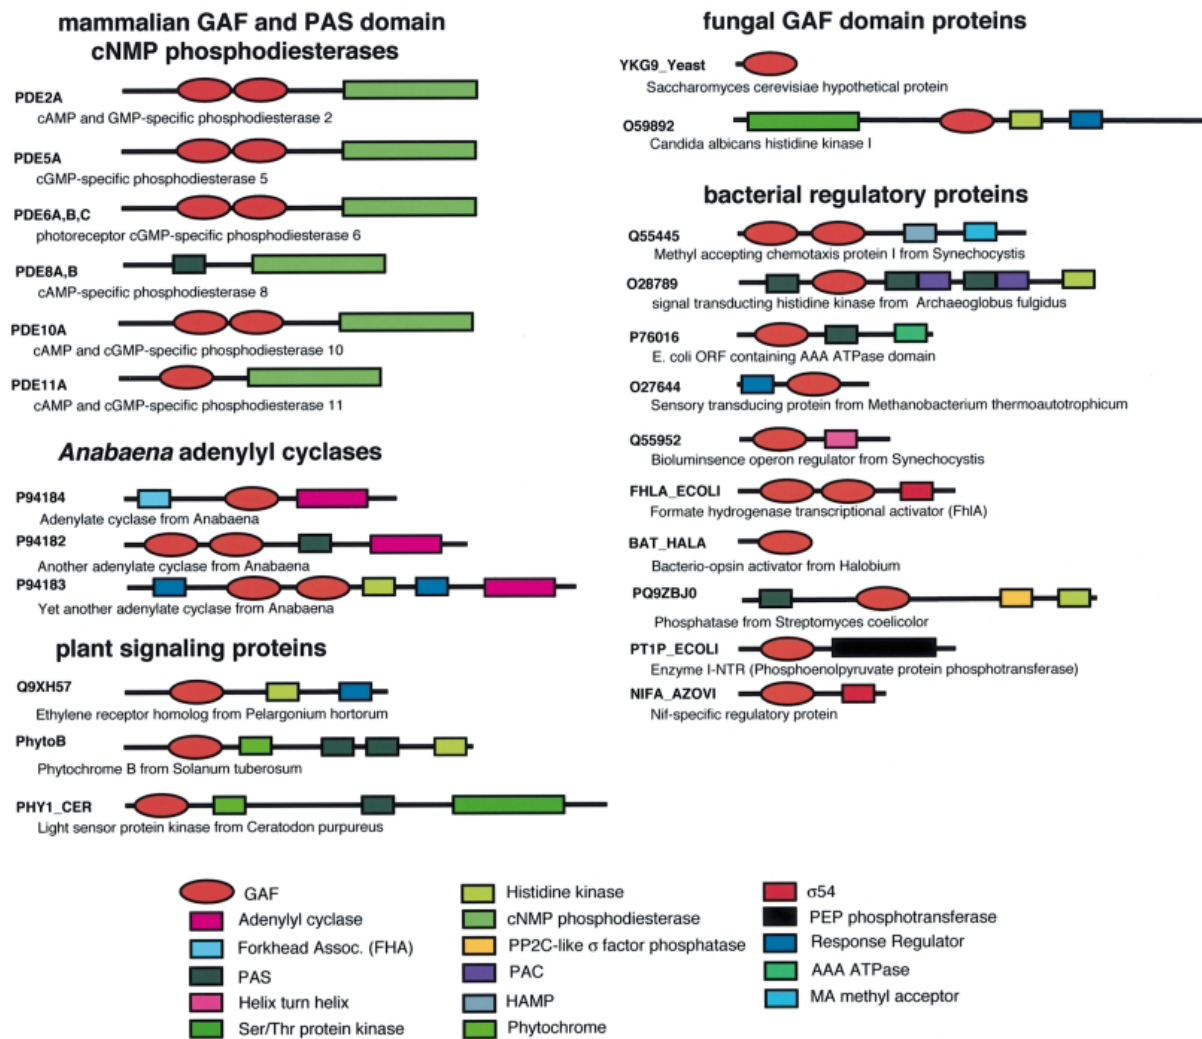 mammalian GAF and PAS domain
cNMP phosphodiesterases
PDE2A
cAMP and GMP-specific phosphodiesterase 2
PDE5A
cGMP-specific phosphodiesterase 5
PDE6A,B,C
photoreceptor cGMP-specific phosphodiesterase 6
PDE8A,B
cAMP-specific phosphodiesterase 8
PDE10A
cAMP and cGMP-specific phosphodiesterase 10
PDE11A
cAMP and cGMP-specific phosphodiesterase 11
Anabaena adenylyl cyclases
P94184
Adenylate cyclase from Anabaena
P94182
Another adenylate cyclase from Anabaena
P94183
Yet another adenylate cyclase from Anabaena
plant signaling proteins
Q9XH57
Ethylene receptor homolog from Pelargonium hortorum
PhytoB
Phytochrome B from Solanum tuberosum
PHY1_CER
Light sensor protein kinase from Ceratodon purpureus
fungal GAF domain proteins
YKG9_Yeast
Saccharomyces cerevisiae hypothetical protein
O59892
Candida albicans histidine kinase I
bacterial regulatory proteins
Q55445
Methyl accepting chemotaxis protein I from Synechocystis
O28789
signal transducting histidine kinase from Archaeoglobus fulgidus
P76016
E. coli ORF containing AAA ATPase domain
O27644
Sensory transducing protein from Methanobacterium thermoautotrophicum
Q55952
Bioluminsence operon regulator from Synechocystis
FHLA_ECOLI
Formate hydrogenase transcriptional activator (FhlA)
BAT_HALA
Bacterio-opsin activator from Halobium
PQ9ZBJ0
Phosphatase from Streptomyces coelicolor
PT1P_ECOLI
Enzyme I-NTR (Phosphoenolpyruvate protein phosphotransferase)
NIFA_AZOVI
Nif-specific regulatory protein
GAF
Adenylyl cyclase
Forkhead Assoc. (FHA)
PAS
Helix turn helix
Ser/Thr protein kinase
Histidine kinase
cNMP phosphodiesterase
PP2C-like σ factor phosphatase
PAC
HAMP
Phytochrome
σ54
PEP phosphotransferase
Response Regulator
AAA ATPase
MA methyl acceptor